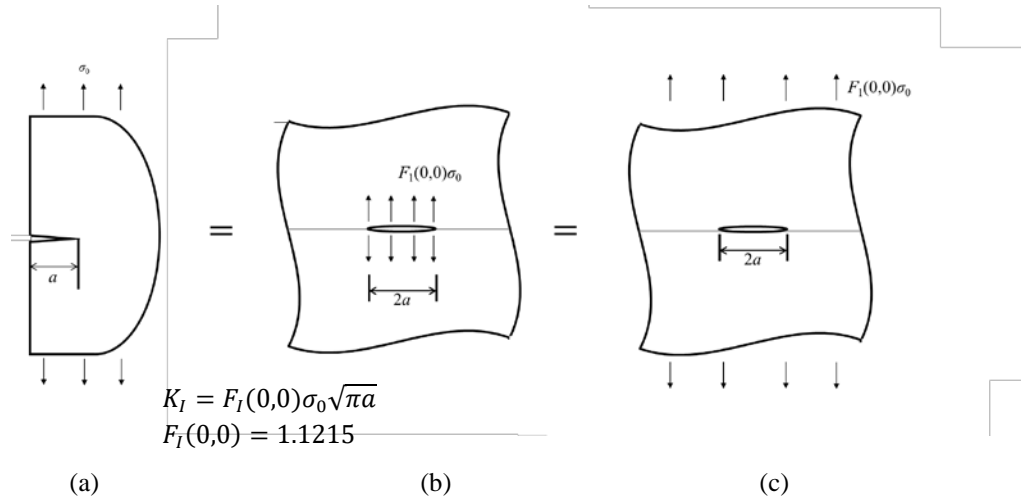 σ₀
a
=
F₁(0,0)σ₀
2a
=
F₁(0,0)σ₀
2a
K_I = F_I(0,0)σ₀√(πa)
F_I(0,0) = 1.1215
(a)
(b)
(c)